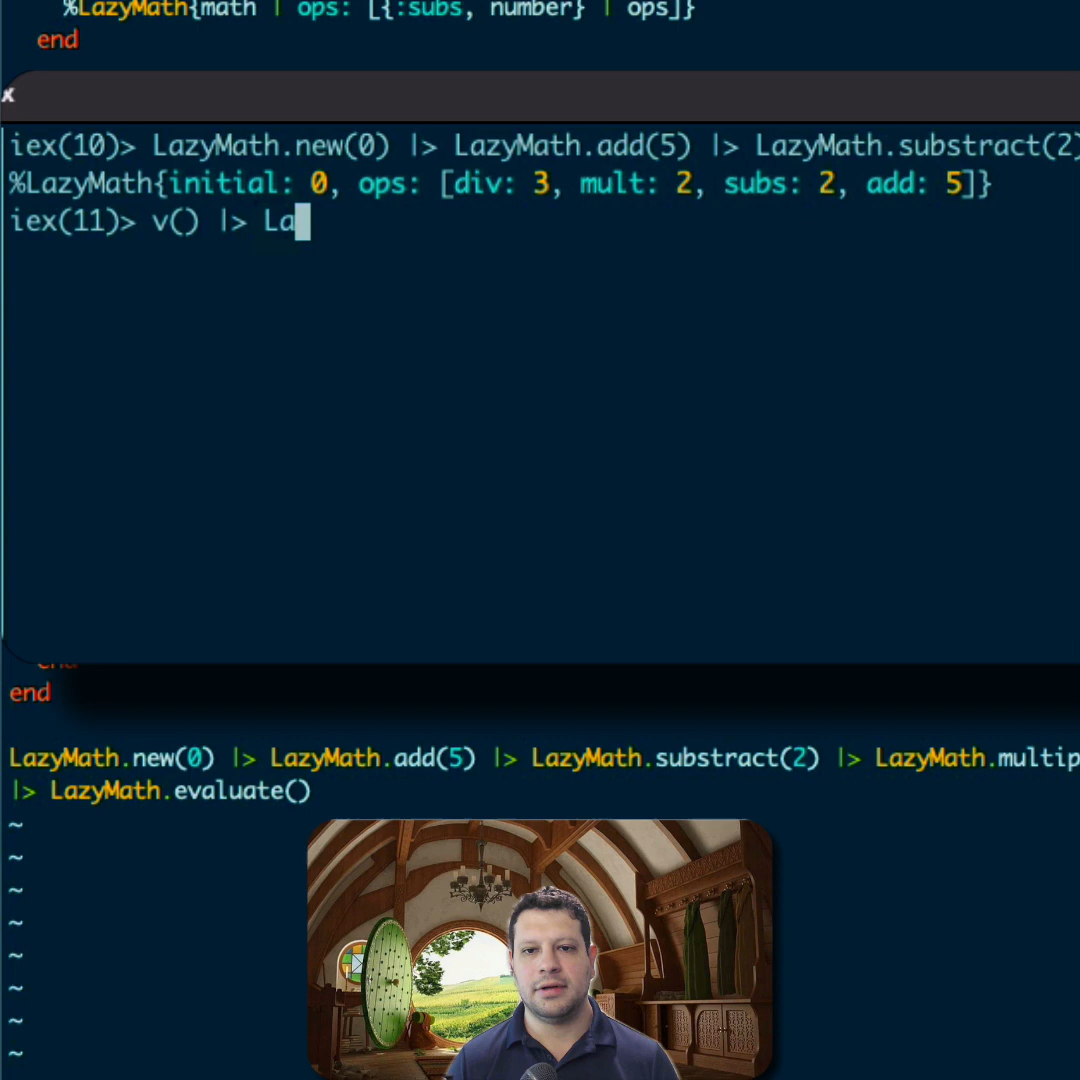 %LazyMath{math | ops: [{:subs, number} | ops]}
end
x
iex(10)> LazyMath.new(0) |> LazyMath.add(5) |> LazyMath.substract(2)
%LazyMath{initial: 0, ops: [div: 3, mult: 2, subs: 2, add: 5]}
iex(11)> v() |> La
end
end
LazyMath.new(0) |> LazyMath.add(5) |> LazyMath.substract(2) |> LazyMath.multip
|> LazyMath.evaluate()
~
~
~
~
~
~
~
~